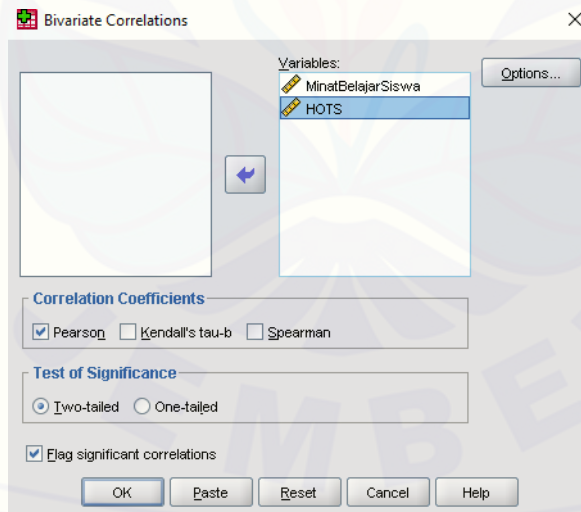 Bivariate Correlations
Variables:
MinatBelajarSiswa
HOTS
Options...
Correlation Coefficients
Pearson Kendall's tau-b Spearman
Test of Significance
Two-tailed One-tailed
Flag significant correlations
OK Paste Reset Cancel Help